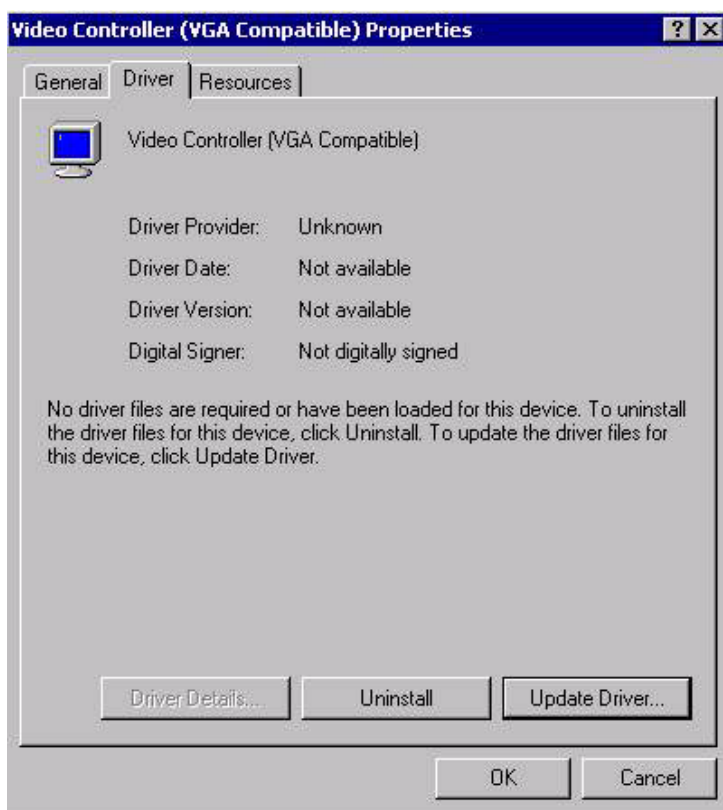 Video Controller (VGA Compatible) Properties
General Driver Resources
Video Controller (VGA Compatible)
Driver Provider: Unknown
Driver Date: Not available
Driver Version: Not available
Digital Signer: Not digitally signed
No driver files are required or have been loaded for this device. To uninstall
the driver files for this device, click Uninstall. To update the driver files for
this device, click Update Driver.
Driver Details... Uninstall Update Driver...
OK Cancel